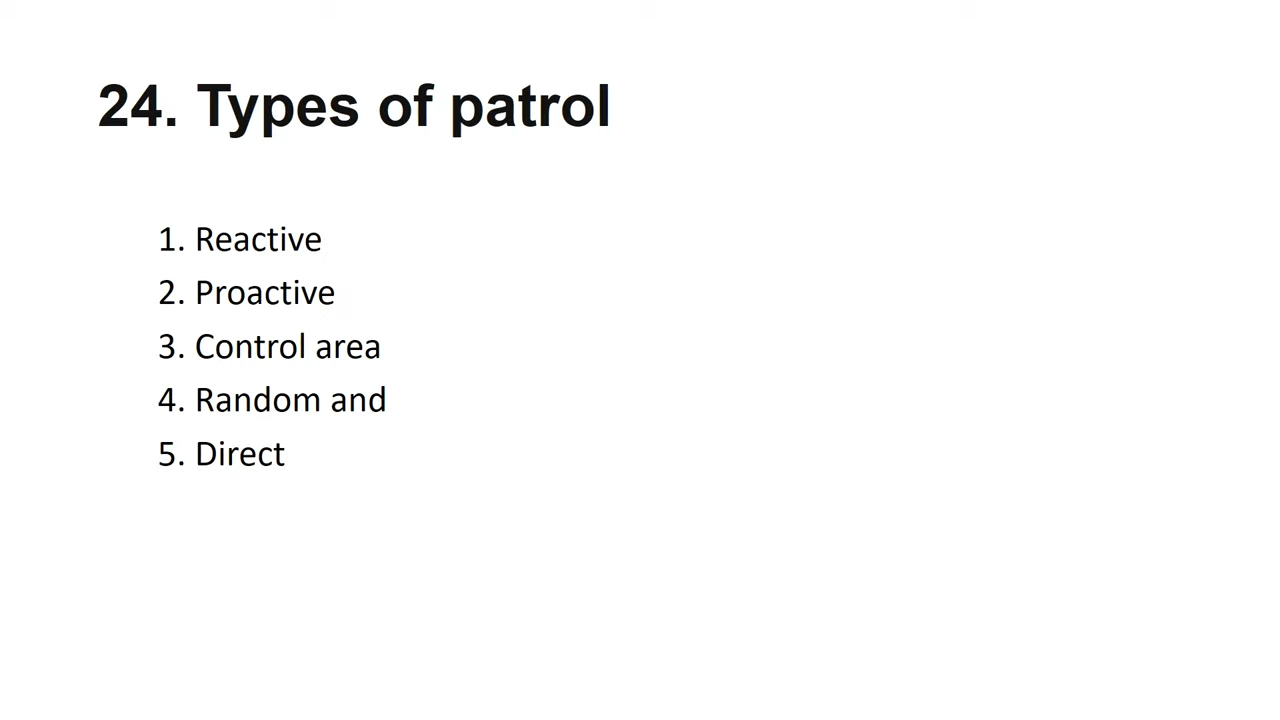 24. Types of patrol
1. Reactive
2. Proactive
3. Control area
4. Random and
5. Direct